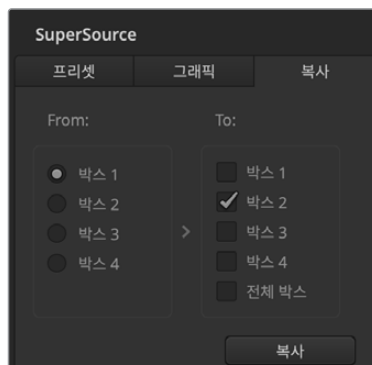 SuperSource
프리셋 그래픽 복사
From: To:
박스 1 박스 1
박스 2 > 박스 2
박스 3 박스 3
박스 4 박스 4
전체 박스
복사